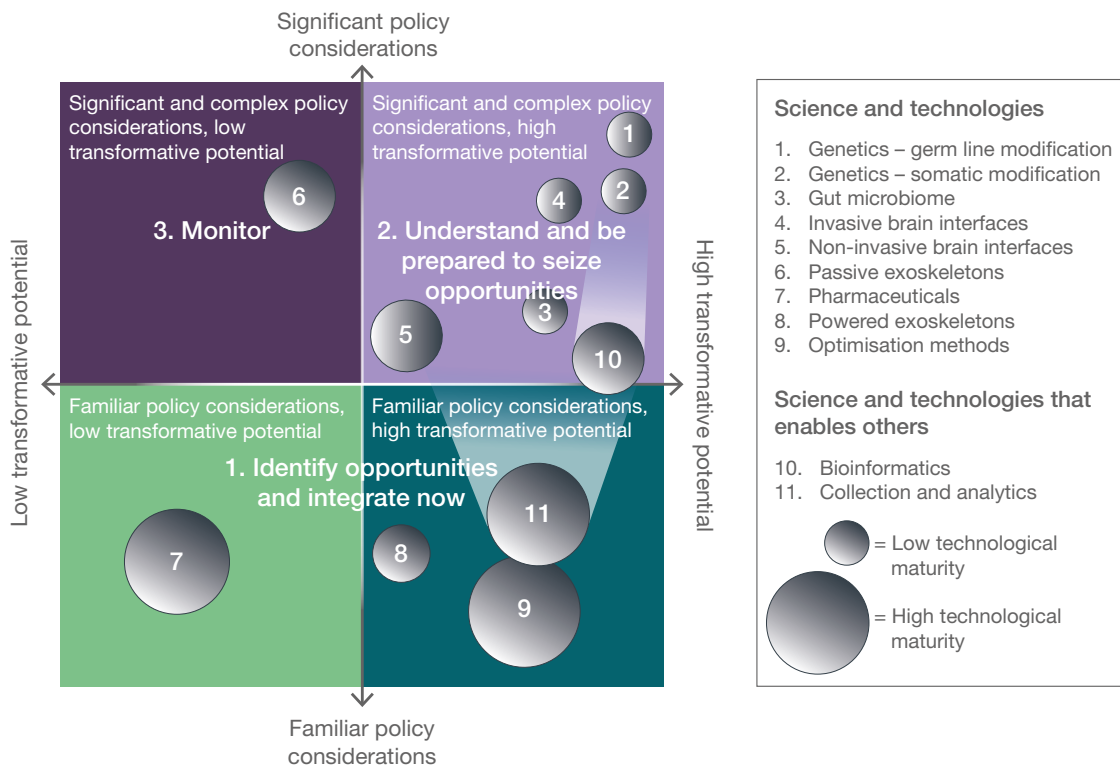 Significant policy
considerations
Significant and complex policy
considerations, low
transformative potential
Significant and complex policy
considerations, high
transformative potential
1
2
4
6
3. Monitor
2. Understand and be
prepared to seize
opportunities
3
5
10
Low transformative potential
High transformative potential
Familiar policy considerations,
low transformative potential
Familiar policy considerations,
high transformative potential
1. Identify opportunities
and integrate now
11
8
7
9
Familiar policy
considerations
Science and technologies
1. Genetics – germ line modification
2. Genetics – somatic modification
3. Gut microbiome
4. Invasive brain interfaces
5. Non-invasive brain interfaces
6. Passive exoskeletons
7. Pharmaceuticals
8. Powered exoskeletons
9. Optimisation methods
Science and technologies that
enables others
10. Bioinformatics
11. Collection and analytics
= Low technological
maturity
= High technological
maturity